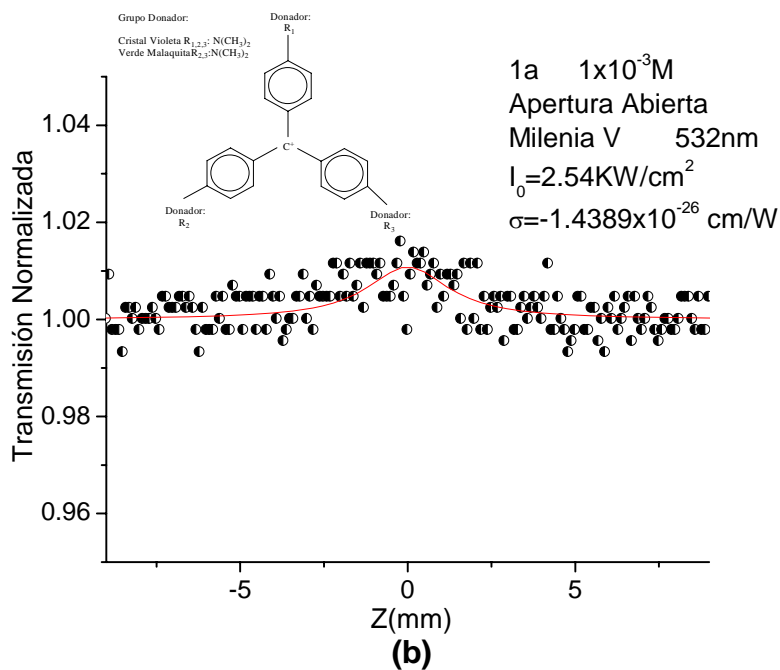 Grupo Donador:
Cristal Violeta R1,2,3: N(CH3)2
Verde MalaquitaR2,3:N(CH3)2
Donador:
R1
C+
Donador:
R2
Donador:
R3
1a 1x10^-3M
Apertura Abierta
Milenia V 532nm
I0=2.54KW/cm^2
σ=-1.4389x10^-26 cm/W
Transmisión Normalizada
1.04
1.02
1.00
0.98
0.96
-5 0 5
Z(mm)
(b)